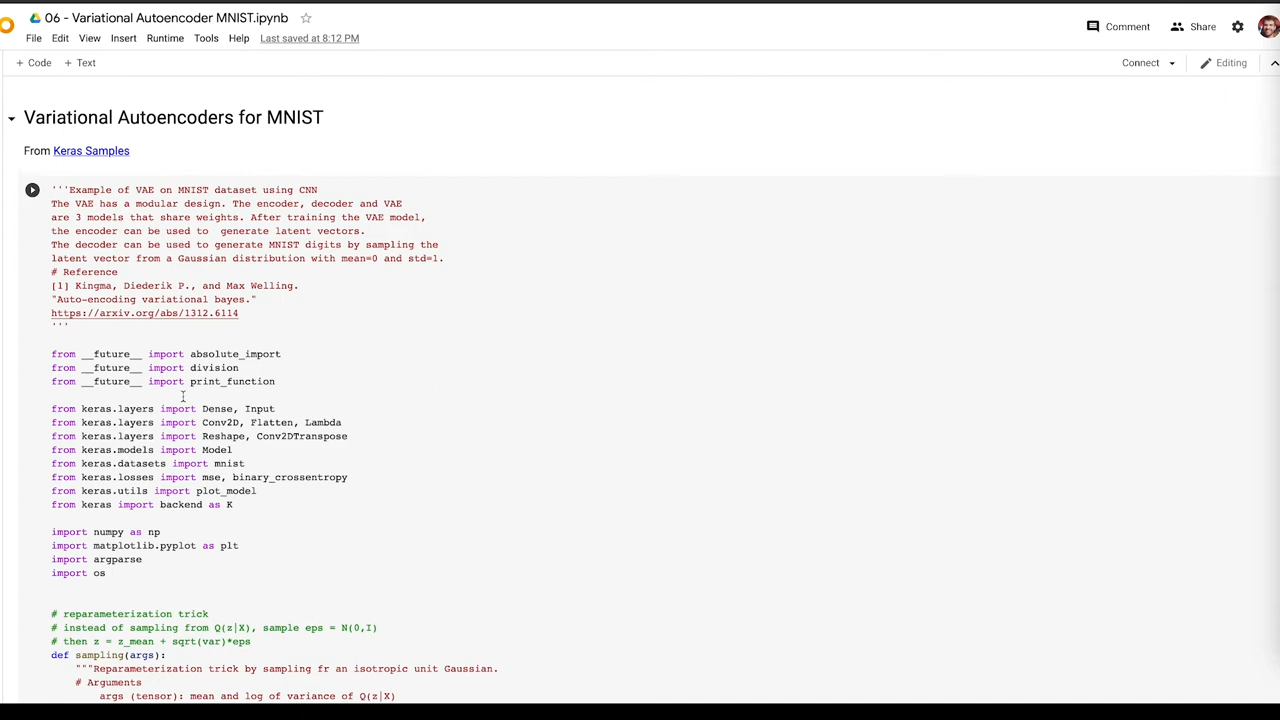 06 - Variational Autoencoder MNIST.ipynb
Comment Share
File Edit View Insert Runtime Tools Help Last saved at 8:12 PM
+ Code + Text Connect Editing
Variational Autoencoders for MNIST
From Keras Samples
'''Example of VAE on MNIST dataset using CNN
The VAE has a modular design. The encoder, decoder and VAE
are 3 models that share weights. After training the VAE model,
the encoder can be used to  generate latent vectors.
The decoder can be used to generate MNIST digits by sampling the
latent vector from a Gaussian distribution with mean=0 and std=1.
# Reference
[1] Kingma, Diederik P., and Max Welling.
"Auto-encoding variational bayes."
https://arxiv.org/abs/1312.6114
'''
from __future__ import absolute_import
from __future__ import division
from __future__ import print_function
from keras.layers import Dense, Input
from keras.layers import Conv2D, Flatten, Lambda
from keras.layers import Reshape, Conv2DTranspose
from keras.models import Model
from keras.datasets import mnist
from keras.losses import mse, binary_crossentropy
from keras.utils import plot_model
from keras import backend as K
import numpy as np
import matplotlib.pyplot as plt
import argparse
import os
# reparameterization trick
# instead of sampling from Q(z|X), sample eps = N(0,I)
# then z = z_mean + sqrt(var)*eps
def sampling(args):
"""Reparameterization trick by sampling fr an isotropic unit Gaussian.
# Arguments
args (tensor): mean and log of variance of Q(z|X)